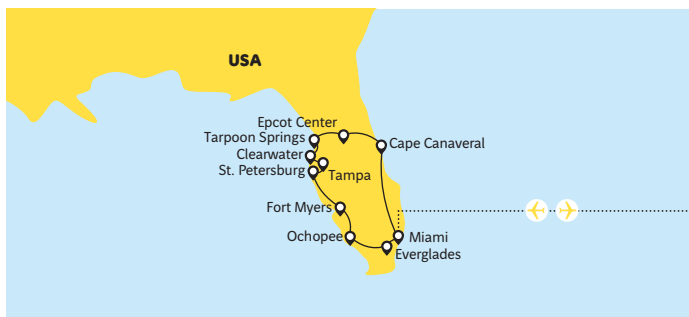 USA
Epcot Center
Tarpoon Springs
Cape Canaveral
Clearwater
St. Petersburg
Tampa
Fort Myers
Ochopee
Miami
Everglades